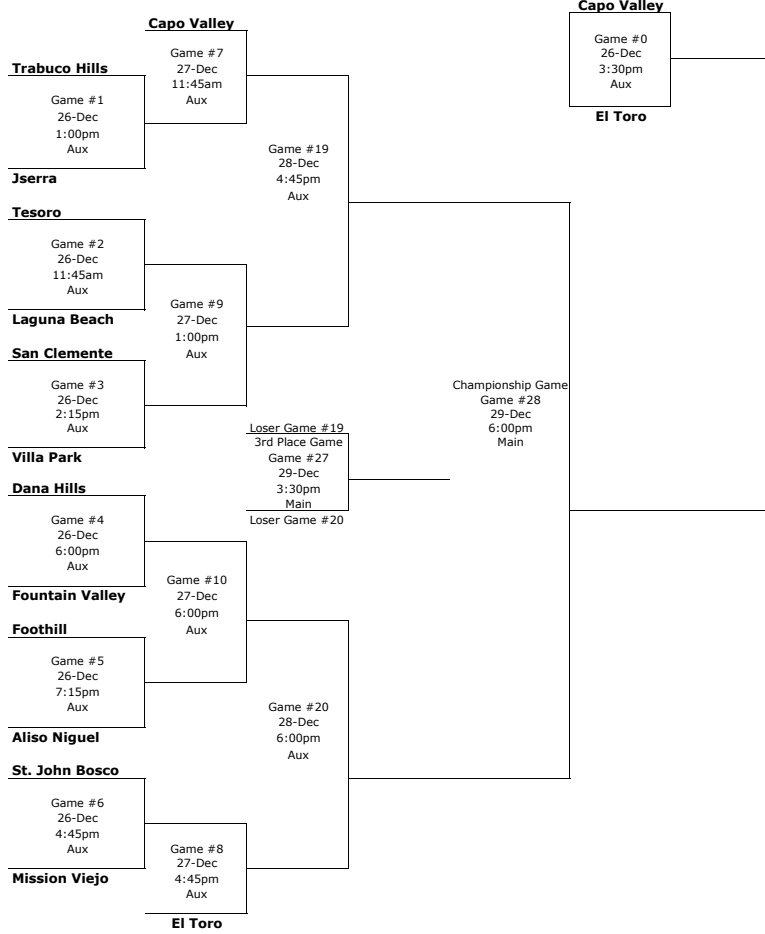 Capo Valley
Game #0
26-Dec
3:30pm
Aux
El Toro
Capo Valley
Game #7
27-Dec
11:45am
Aux
Trabuco Hills
Game #1
26-Dec
1:00pm
Aux
Jserra
Game #19
28-Dec
4:45pm
Aux
Tesoro
Game #2
26-Dec
11:45am
Aux
Laguna Beach
Game #9
27-Dec
1:00pm
Aux
San Clemente
Game #3
26-Dec
2:15pm
Aux
Villa Park
Championship Game
Game #28
29-Dec
6:00pm
Main
Loser Game #19
3rd Place Game
Game #27
29-Dec
3:30pm
Main
Loser Game #20
Dana Hills
Game #4
26-Dec
6:00pm
Aux
Fountain Valley
Game #10
27-Dec
6:00pm
Aux
Foothill
Game #5
26-Dec
7:15pm
Aux
Aliso Niguel
Game #20
28-Dec
6:00pm
Aux
St. John Bosco
Game #6
26-Dec
4:45pm
Aux
Mission Viejo
Game #8
27-Dec
4:45pm
Aux
El Toro